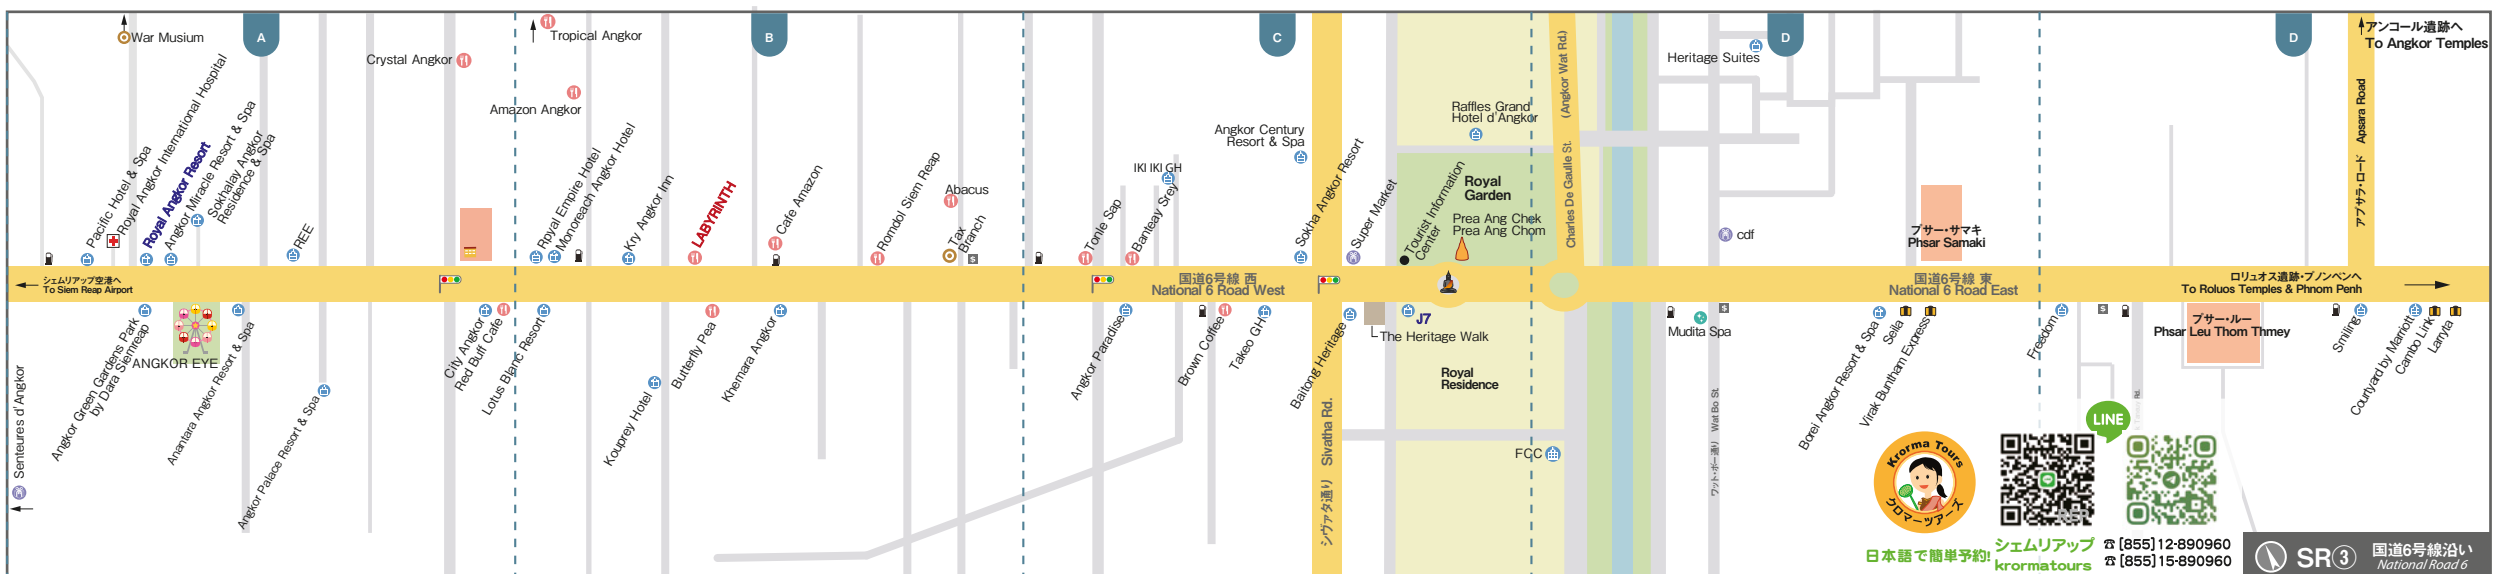 War Musium
A
Tropical Angkor
B
C
D
D
アンコール遺跡へ
To Angkor Temples
Crystal Angkor
Amazon Angkor
Heritage Suites
Charles De Gaulle St. (Angkor Wat Rd.)
アプサラ・ロード Apsara Road
Raffles Grand
Hotel d'Angkor
Angkor Century
Resort & Spa
Pacific Hotel & Spa
Royal Angkor International Hospital
Royal Angkor Resort
Angkor Miracle Resort & Spa
Sokhalay Angkor
Residence & Spa
REE
Rpyal Empire Hotel
Monoreach Angkor Hotel
Kry Angkor Inn
LABYRINTH
Cafe Amazon
Romdol Siem Reap
Abacus
Tax
Branch
Tonle Sap
IKI IKI GH
Banteay Srey
Sokha Angkor Resort
Super Market
Tourist Information
Center
Royal
Garden
Prea Ang Chek
Prea Ang Chom
cdf
プサー・サマキ
Phsar Samaki
シェムリアップ空港へ
To Siem Reap Airport
国道6号線 西
National 6 Road West
国道6号線 東
National 6 Road East
ロリュオス遺跡・プノンペンへ
To Roluos Temples & Phnom Penh
Senteures d'Angkor
Angkor Green Gardens Park
by Dara Siemreap
ANGKOR EYE
Anantara Angkor Resort & Spa
Angkor Palace Resort & Spa
City Angkor
Red Buff Cafe
Lotus Blanc Resort
Kouprey Hotel
Butterfly Pea
Khemara Angkor
Angkor Paradise
Brown Coffee
Takeo GH
Baitong Heritage
The Heritage Walk
J7
Royal
Residence
シヴァタ通り Sivatha Rd.
FCC
Mudita Spa
ワット・ボー通り Wat Bo St.
Borei Angkor Resort & Spa
Seila
Virak Buntham Express
Freedom
プサー・ルー
Phsar Leu Thom Thmey
Smiling
Courtyard by Marriott
Cambo Link
Larryta
LINE
Krorma Tours
クロマーツアーズ
日本語で簡単予約!
シェムリアップ
krormatours
☎[855]12-890960
☎[855]15-890960
SR③
国道6号線沿い
National Road 6